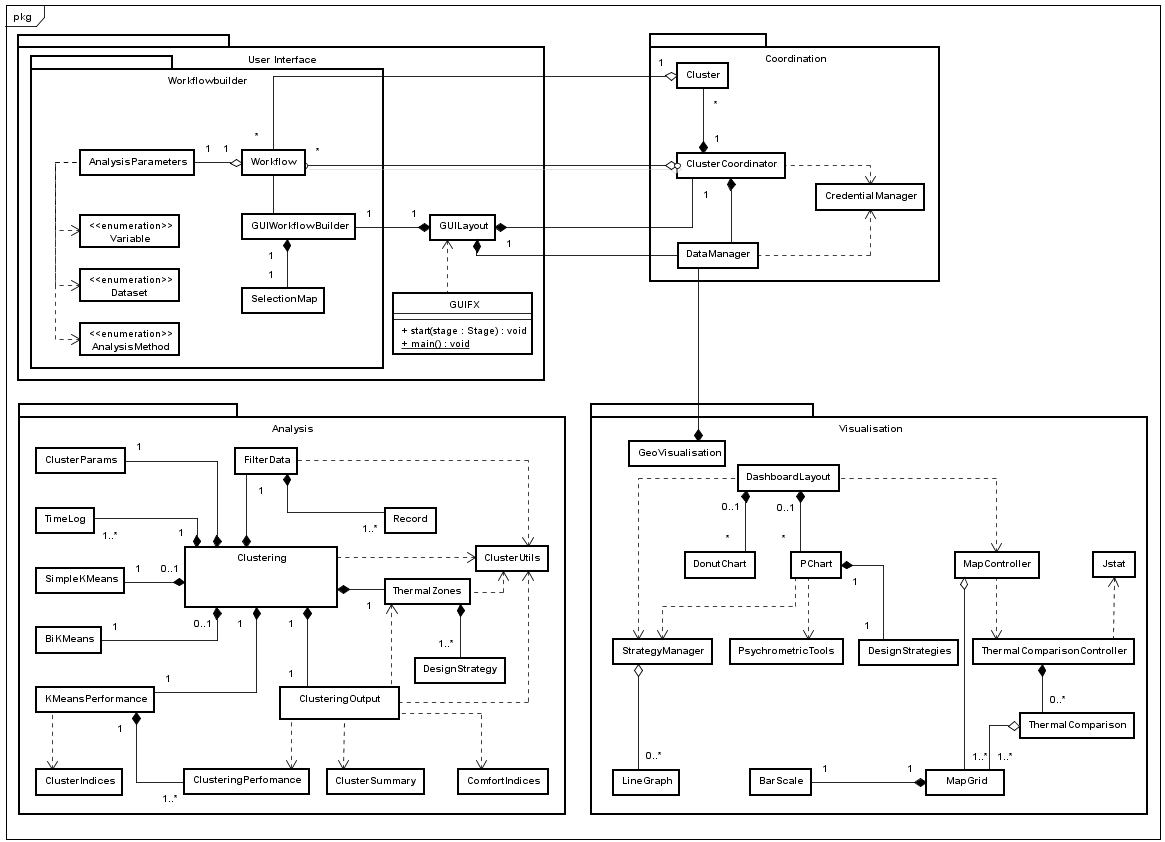 pkg
User Interface
Workflowbuilder
AnalysisParameters
1
1
Workflow
*
*
<<enumeration>>
Variable
<<enumeration>>
Dataset
<<enumeration>>
AnalysisMethod
GUIWorkflowBuilder
1
1
1
1
SelectionMap
GUILayout
1
GUIFX
+ start(stage : Stage) : void
+ main() : void
Coordination
1
Cluster
*
1
ClusterCoordinator
1
CredentialManager
DataManager
Analysis
ClusterParams
1
FilterData
1
TimeLog
1..*
1
1..*
Record
Clustering
ClusterUtils
SimpleKMeans
1
0..1
1
ThermalZones
BiKMeans
1
0..1
1
1
1..*
DesignStrategy
KMeansPerformance
1
1
1
ClusteringOutput
ClusterIndices
1..*
ClusteringPerfomance
ClusterSummary
ComfortIndices
Visualisation
GeoVisualisation
DashboardLayout
0..1
0..1
*
*
DonutChart
PChart
1
1
MapController
Jstat
StrategyManager
PsychrometricTools
DesignStrategies
ThermalComparisonController
0..*
ThermalComparison
0..*
1..*
1..*
LineGraph
BarScale
1
1
MapGrid